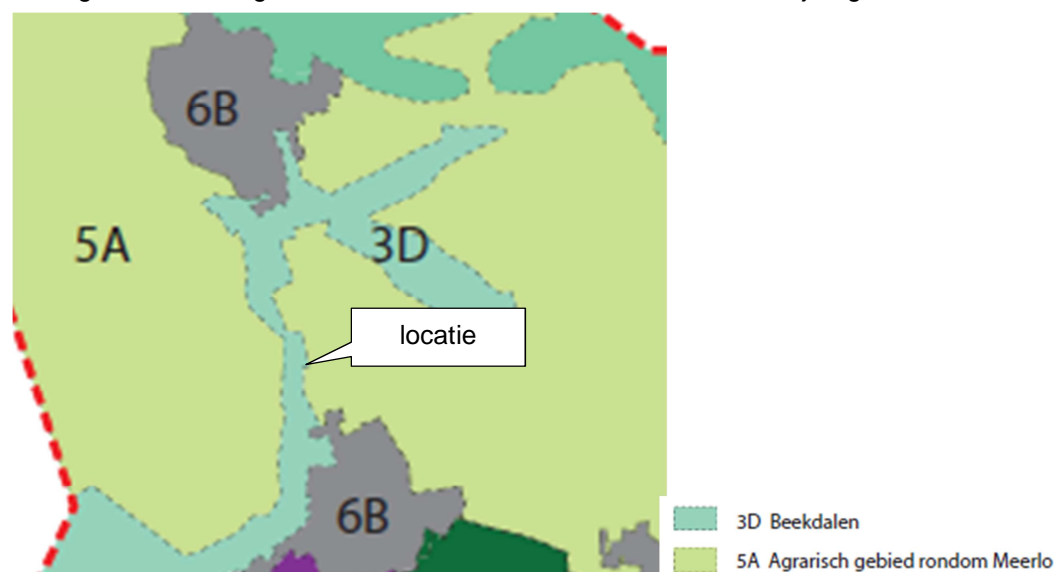 6B
5A
3D
locatie
6B
3D Beekdalen
5A Agrarisch gebied rondom Meerlo